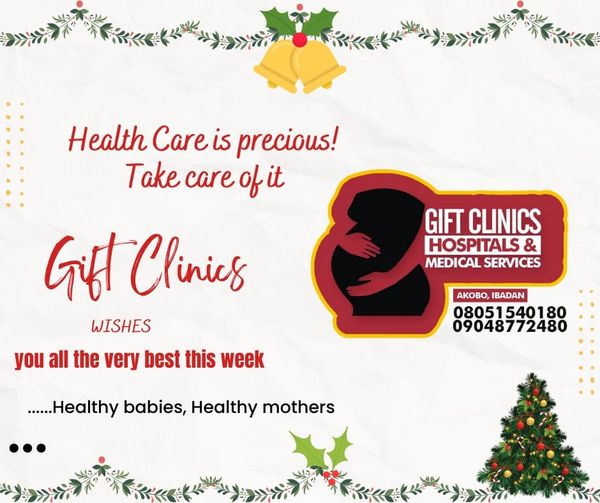 Health Care is precious!
Take care of it
Gift Clinics
WISHES
you all the very best this week
......Healthy babies, Healthy mothers
GIFT CLINICS
HOSPITALS &
MEDICAL SERVICES
AKOBO, IBADAN
08051540180
09048772480